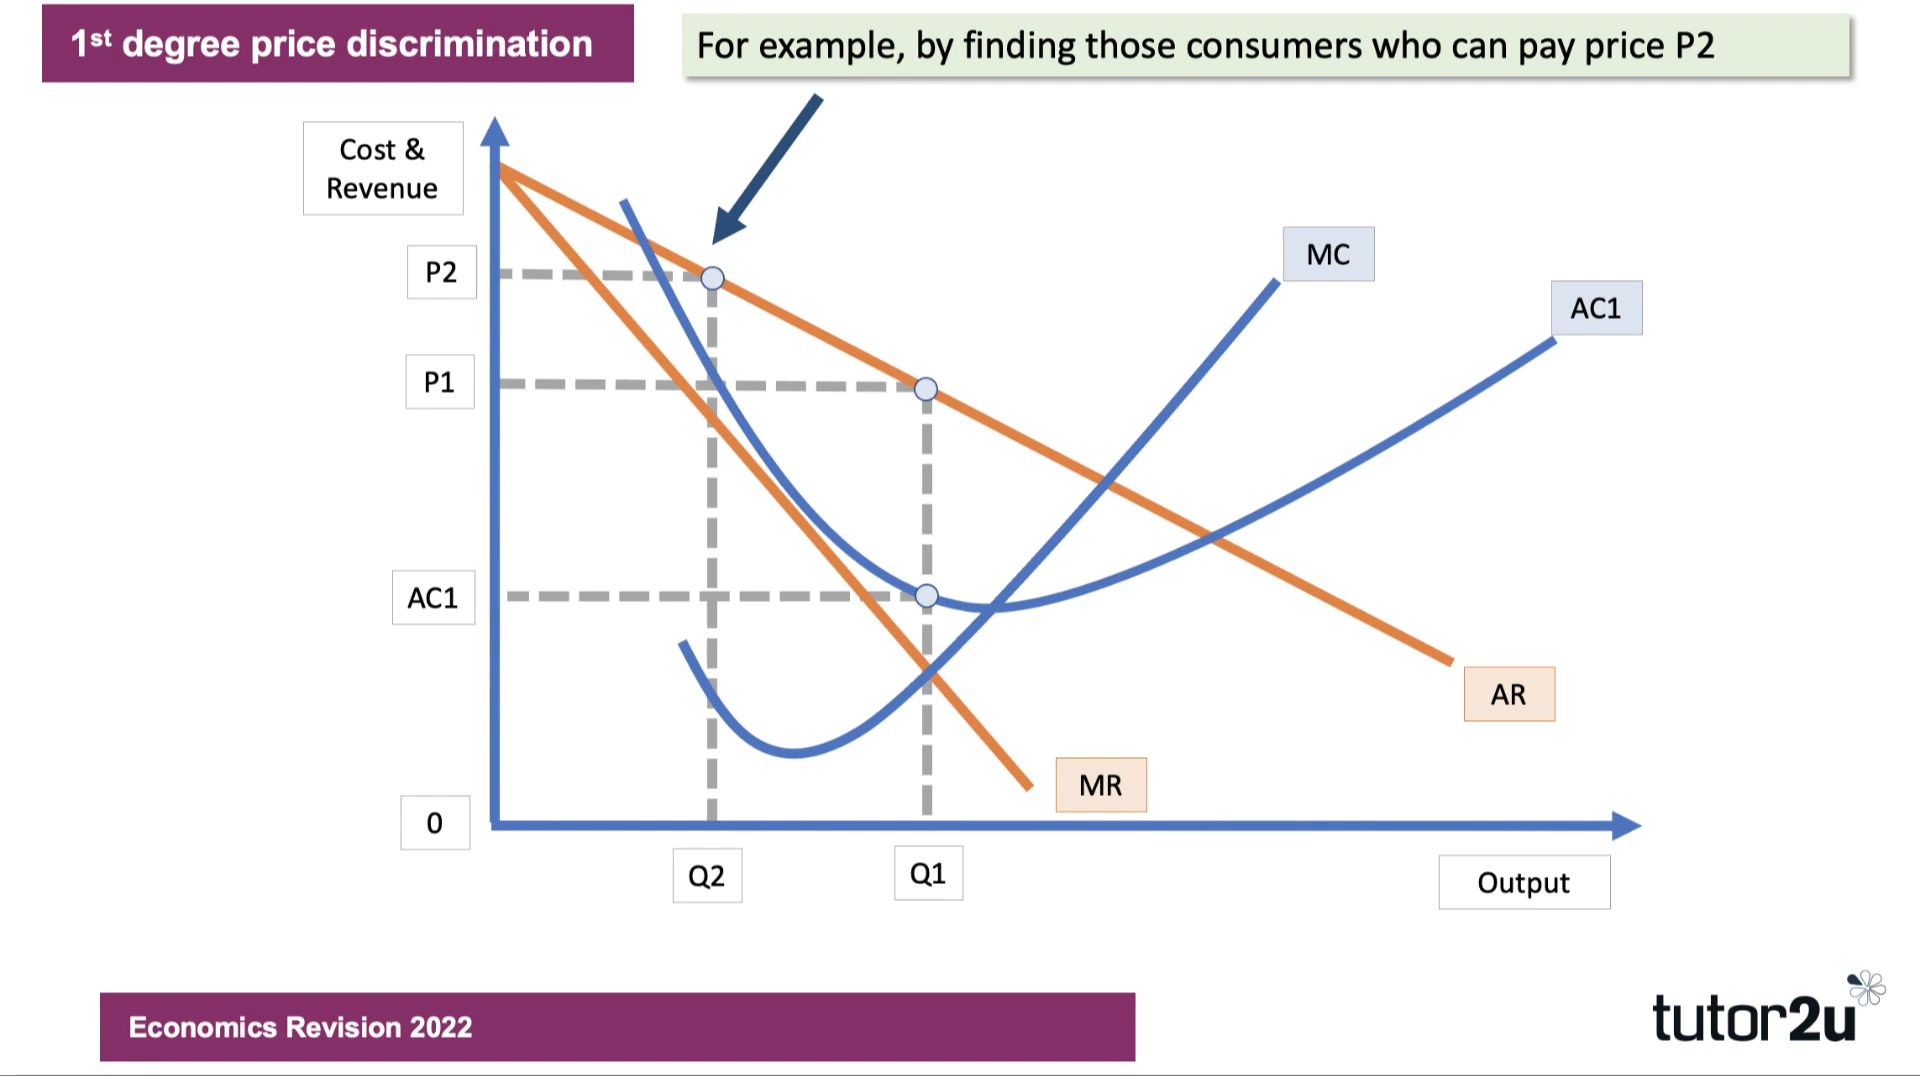 1st degree price discrimination
For example, by finding those consumers who can pay price P2
Cost &
Revenue
P2
MC
AC1
P1
AC1
AR
MR
0
Q2
Q1
Output
Economics Revision 2022
tutor2u